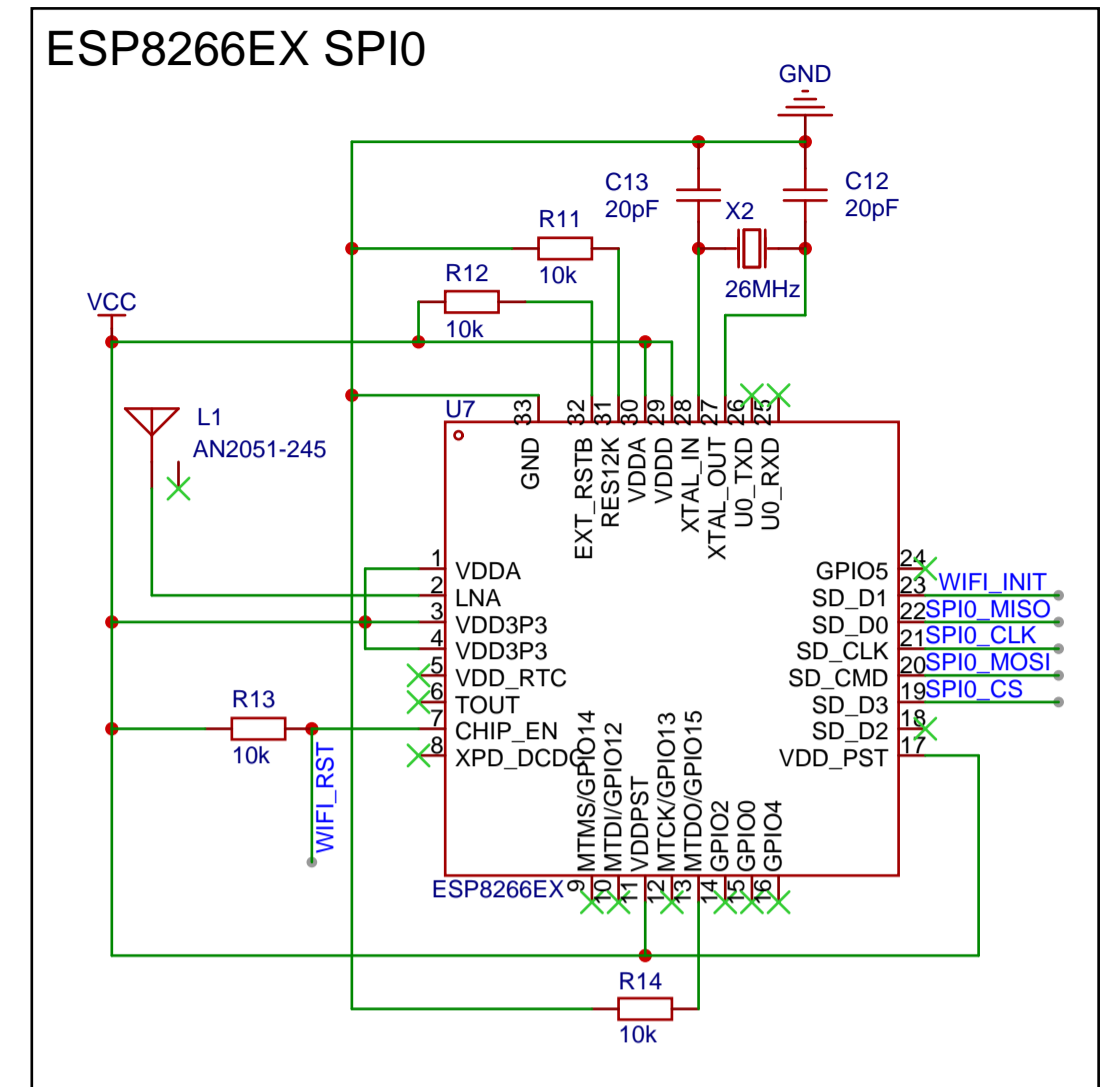 ESP8266EX SPI0
GND
C13
20pF
C12
20pF
X2
26MHz
R11
10k
R12
10k
VCC
L1
AN2051-245
U7
33
32
31
30
29
28
27
26
25
GND
EXT_RSTB
RES12K
VDDA
VDDD
XTAL_IN
XTAL_OUT
U0_TXD
U0_RXD
1 VDDA
2 LNA
3 VDD3P3
4 VDD3P3
5 VDD_RTC
6 TOUT
7 CHIP_EN
8 XPD_DCDC
GPIO5 24
SD_D1 23 WIFI_INIT
SD_D0 22 SPI0_MISO
SD_CLK 21 SPI0_CLK
SD_CMD 20 SPI0_MOSI
SD_D3 19 SPI0_CS
SD_D2 18
VDD_PST 17
R13
10k
WIFI_RST
MTMS/GPIO14
MTDI/GPIO12
VDDPST
MTCK/GPIO13
MTDO/GPIO15
GPIO2
GPIO0
GPIO4
ESP8266EX
9
10
11
12
13
14
15
16
R14
10k